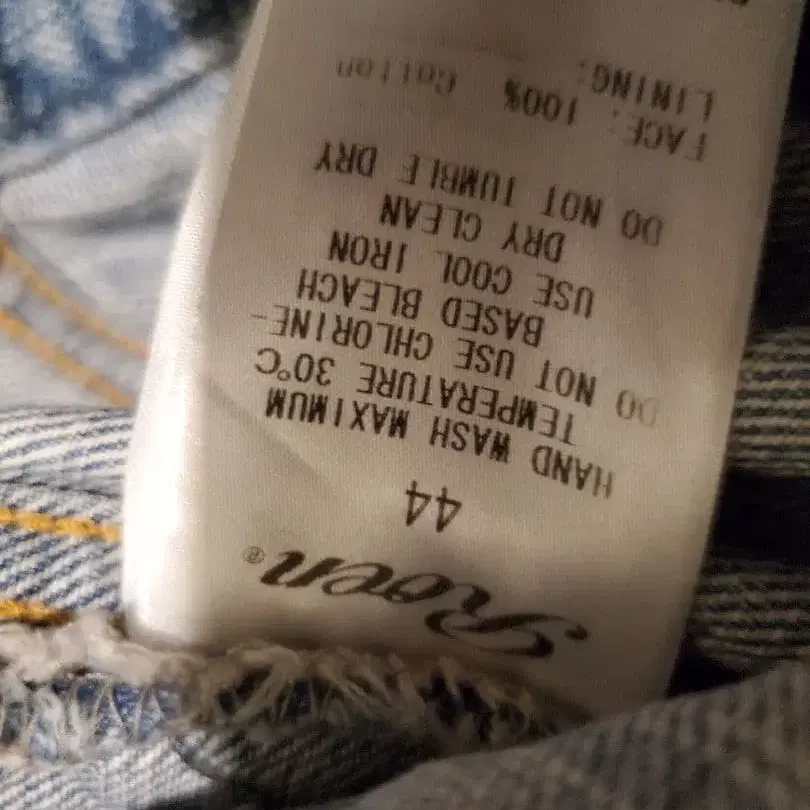 Roen®
44
HAND WASH MAXIMUM
TEMPERATURE 30°C
DO NOT USE CHLORINE-
BASED BLEACH
USE COOL IRON
DRY CLEAN
DO NOT TUMBLE DRY
FACE: 100% Cotton
LINING: